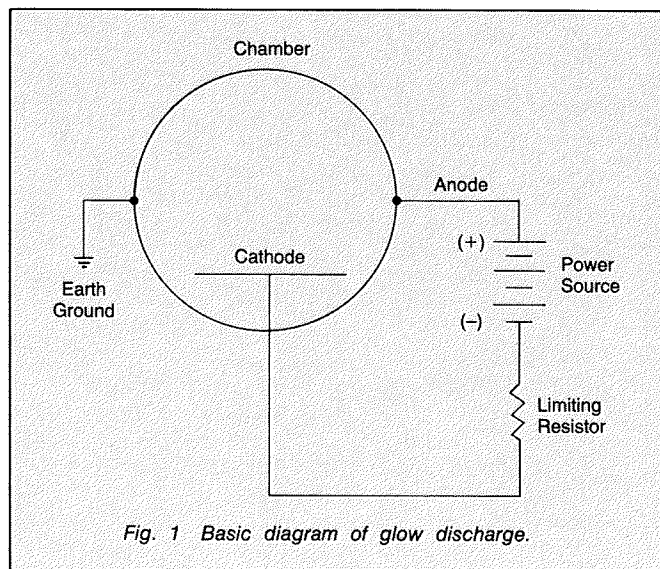 Chamber
Anode
(+)
Cathode
Power
Source
Earth
Ground
(−)
Limiting
Resistor
Fig. 1 Basic diagram of glow discharge.